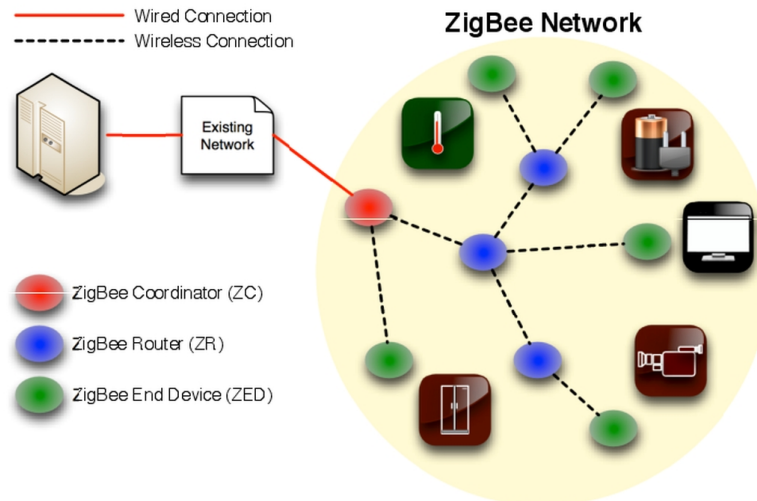 Wired Connection
Wireless Connection
ZigBee Network
Existing
Network
ZigBee Coordinator (ZC)
ZigBee Router (ZR)
ZigBee End Device (ZED)